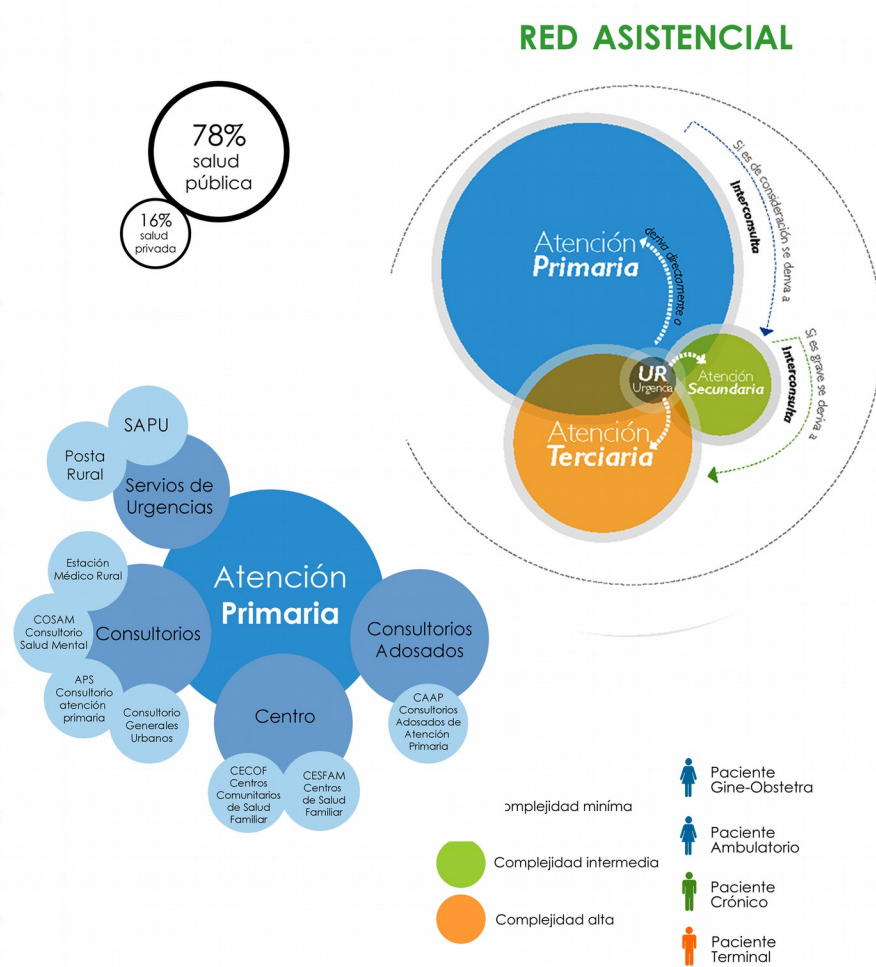 RED ASISTENCIAL
78%
salud
pública
16%
salud
privada
Atención
Primaria
deriva directamente a
Si es de consideración se deriva a
Interconsulta
UR
Urgenca
Atención
Secundaria
Si es grave se deriva a
Interconsulta
Atención
Terciaria
SAPU
Posta
Rural
Servios de
Urgencias
Estación
Médico Rural
COSAM
Consultorio
Salud Mental
APS
Consultorio
atención
primaria
Consultorio
Generales
Urbanos
Consultorios
Atención
Primaria
Consultorios
Adosados
CAAP
Consultorios
Adosados de
Atención
Primaria
Centro
CECOF
Centros
Comunitarios
de Salud
Familiar
CESFAM
Centros
de Salud
Familiar
omplejidad miníma
Complejidad intermedia
Complejidad alta
Paciente
Gine-Obstetra
Paciente
Ambulatorio
Paciente
Crónico
Paciente
Terminal